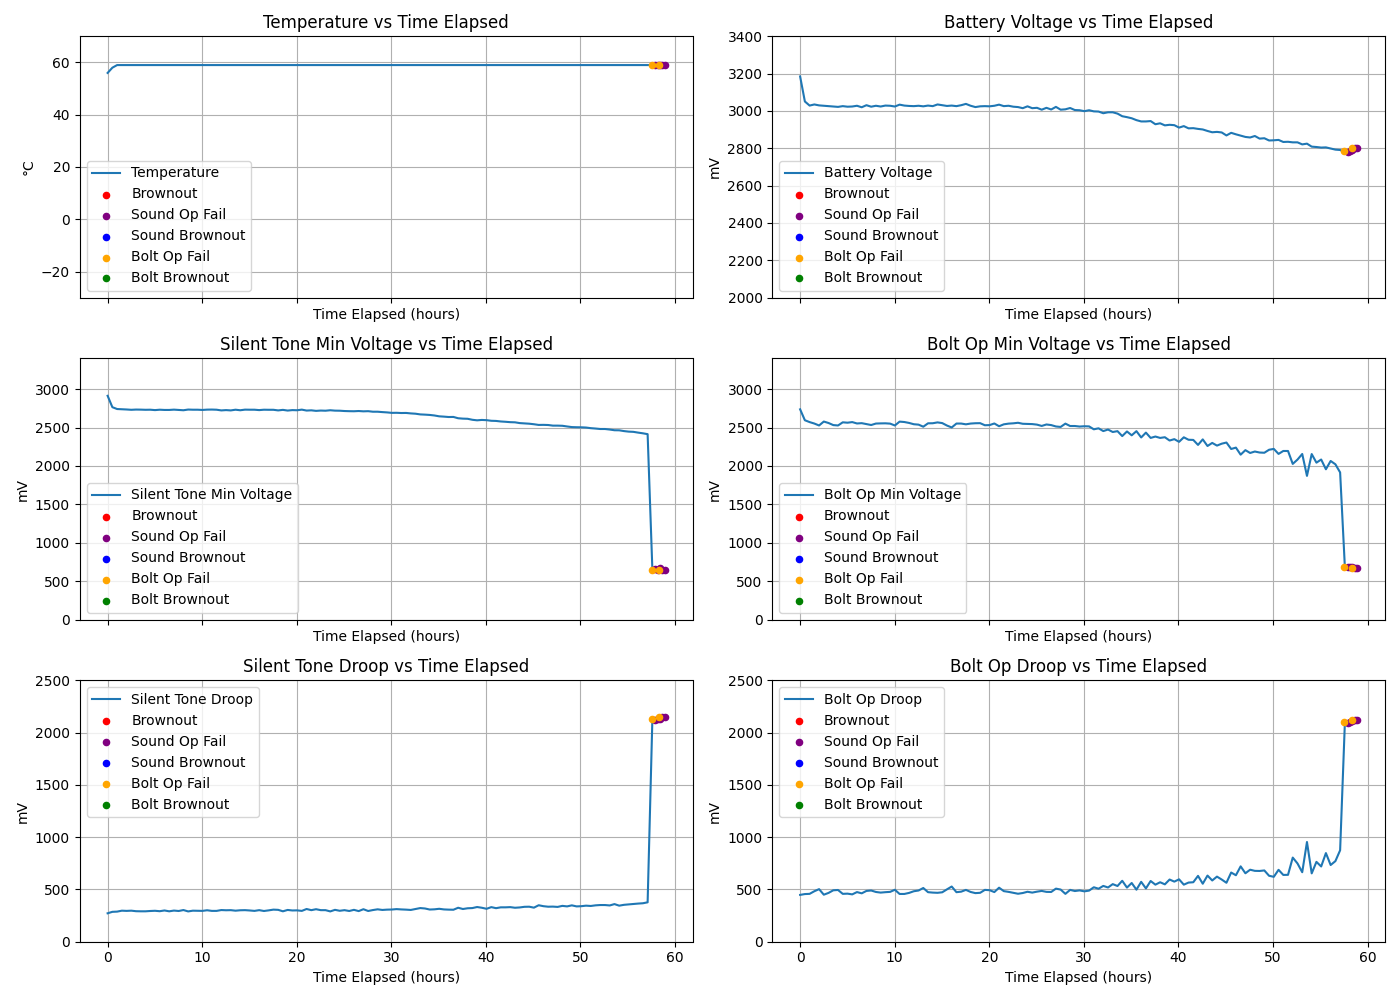 Temperature vs Time Elapsed
60
40
20
0
−20
°C
Temperature
Brownout
Sound Op Fail
Sound Brownout
Bolt Op Fail
Bolt Brownout
Time Elapsed (hours)
Battery Voltage vs Time Elapsed
3400
3200
3000
2800
2600
2400
2200
2000
mV
Battery Voltage
Brownout
Sound Op Fail
Sound Brownout
Bolt Op Fail
Bolt Brownout
Time Elapsed (hours)
Silent Tone Min Voltage vs Time Elapsed
3000
2500
2000
1500
1000
500
0
mV
Silent Tone Min Voltage
Brownout
Sound Op Fail
Sound Brownout
Bolt Op Fail
Bolt Brownout
Time Elapsed (hours)
Bolt Op Min Voltage vs Time Elapsed
3000
2500
2000
1500
1000
500
0
mV
Bolt Op Min Voltage
Brownout
Sound Op Fail
Sound Brownout
Bolt Op Fail
Bolt Brownout
Time Elapsed (hours)
Silent Tone Droop vs Time Elapsed
2500
2000
1500
1000
500
0
mV
Silent Tone Droop
Brownout
Sound Op Fail
Sound Brownout
Bolt Op Fail
Bolt Brownout
0 10 20 30 40 50 60
Time Elapsed (hours)
Bolt Op Droop vs Time Elapsed
2500
2000
1500
1000
500
0
mV
Bolt Op Droop
Brownout
Sound Op Fail
Sound Brownout
Bolt Op Fail
Bolt Brownout
0 10 20 30 40 50 60
Time Elapsed (hours)